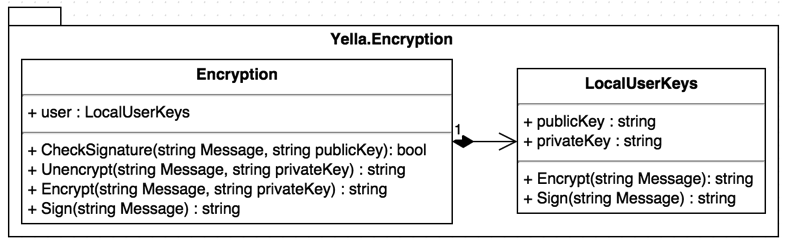 Yella.Encryption
Encryption
+ user : LocalUserKeys
+ CheckSignature(string Message, string publicKey): bool
+ Unencrypt(string Message, string privateKey) : string
+ Encrypt(string Message, string privateKey) : string
+ Sign(string Message) : string
1
LocalUserKeys
+ publicKey : string
+ privateKey : string
+ Encrypt(string Message): string
+ Sign(string Message) : string